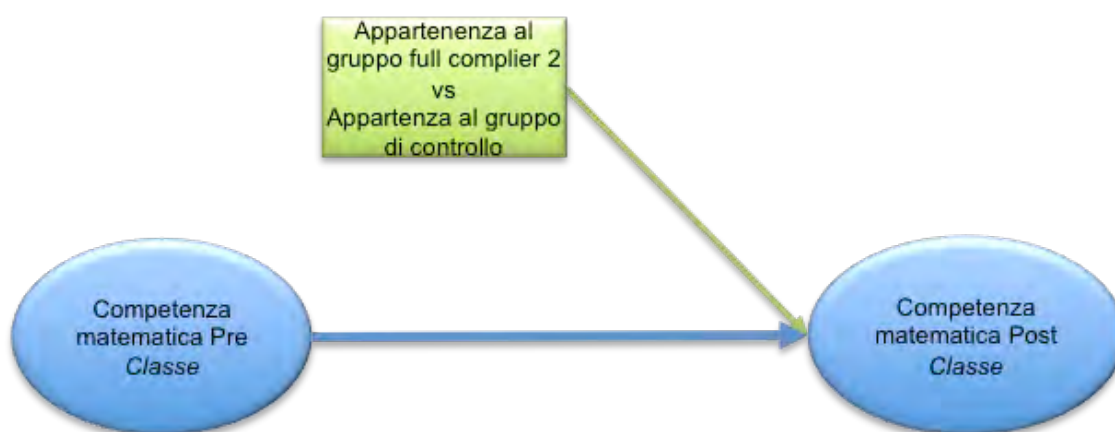 Appartenenza al
gruppo full complier 2
vs
Appartenza al gruppo
di controllo
Competenza
matematica Pre
Classe
Competenza
matematica Post
Classe